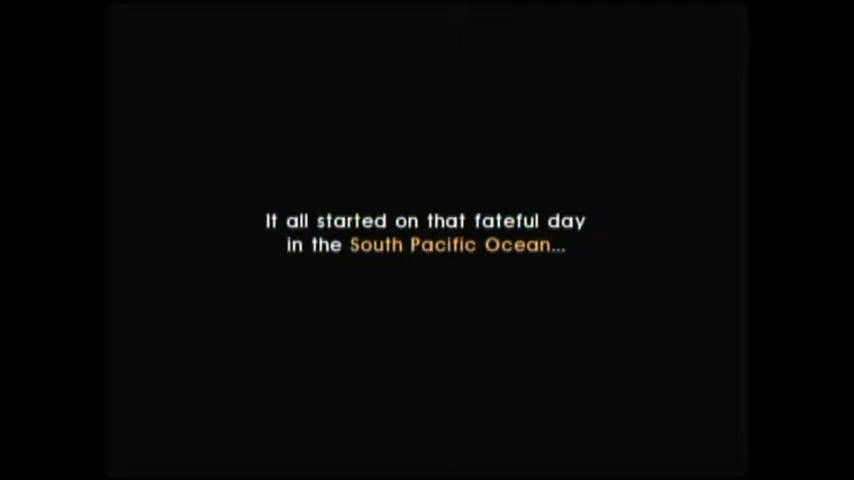 It all started on that fateful day
in the South Pacific Ocean...